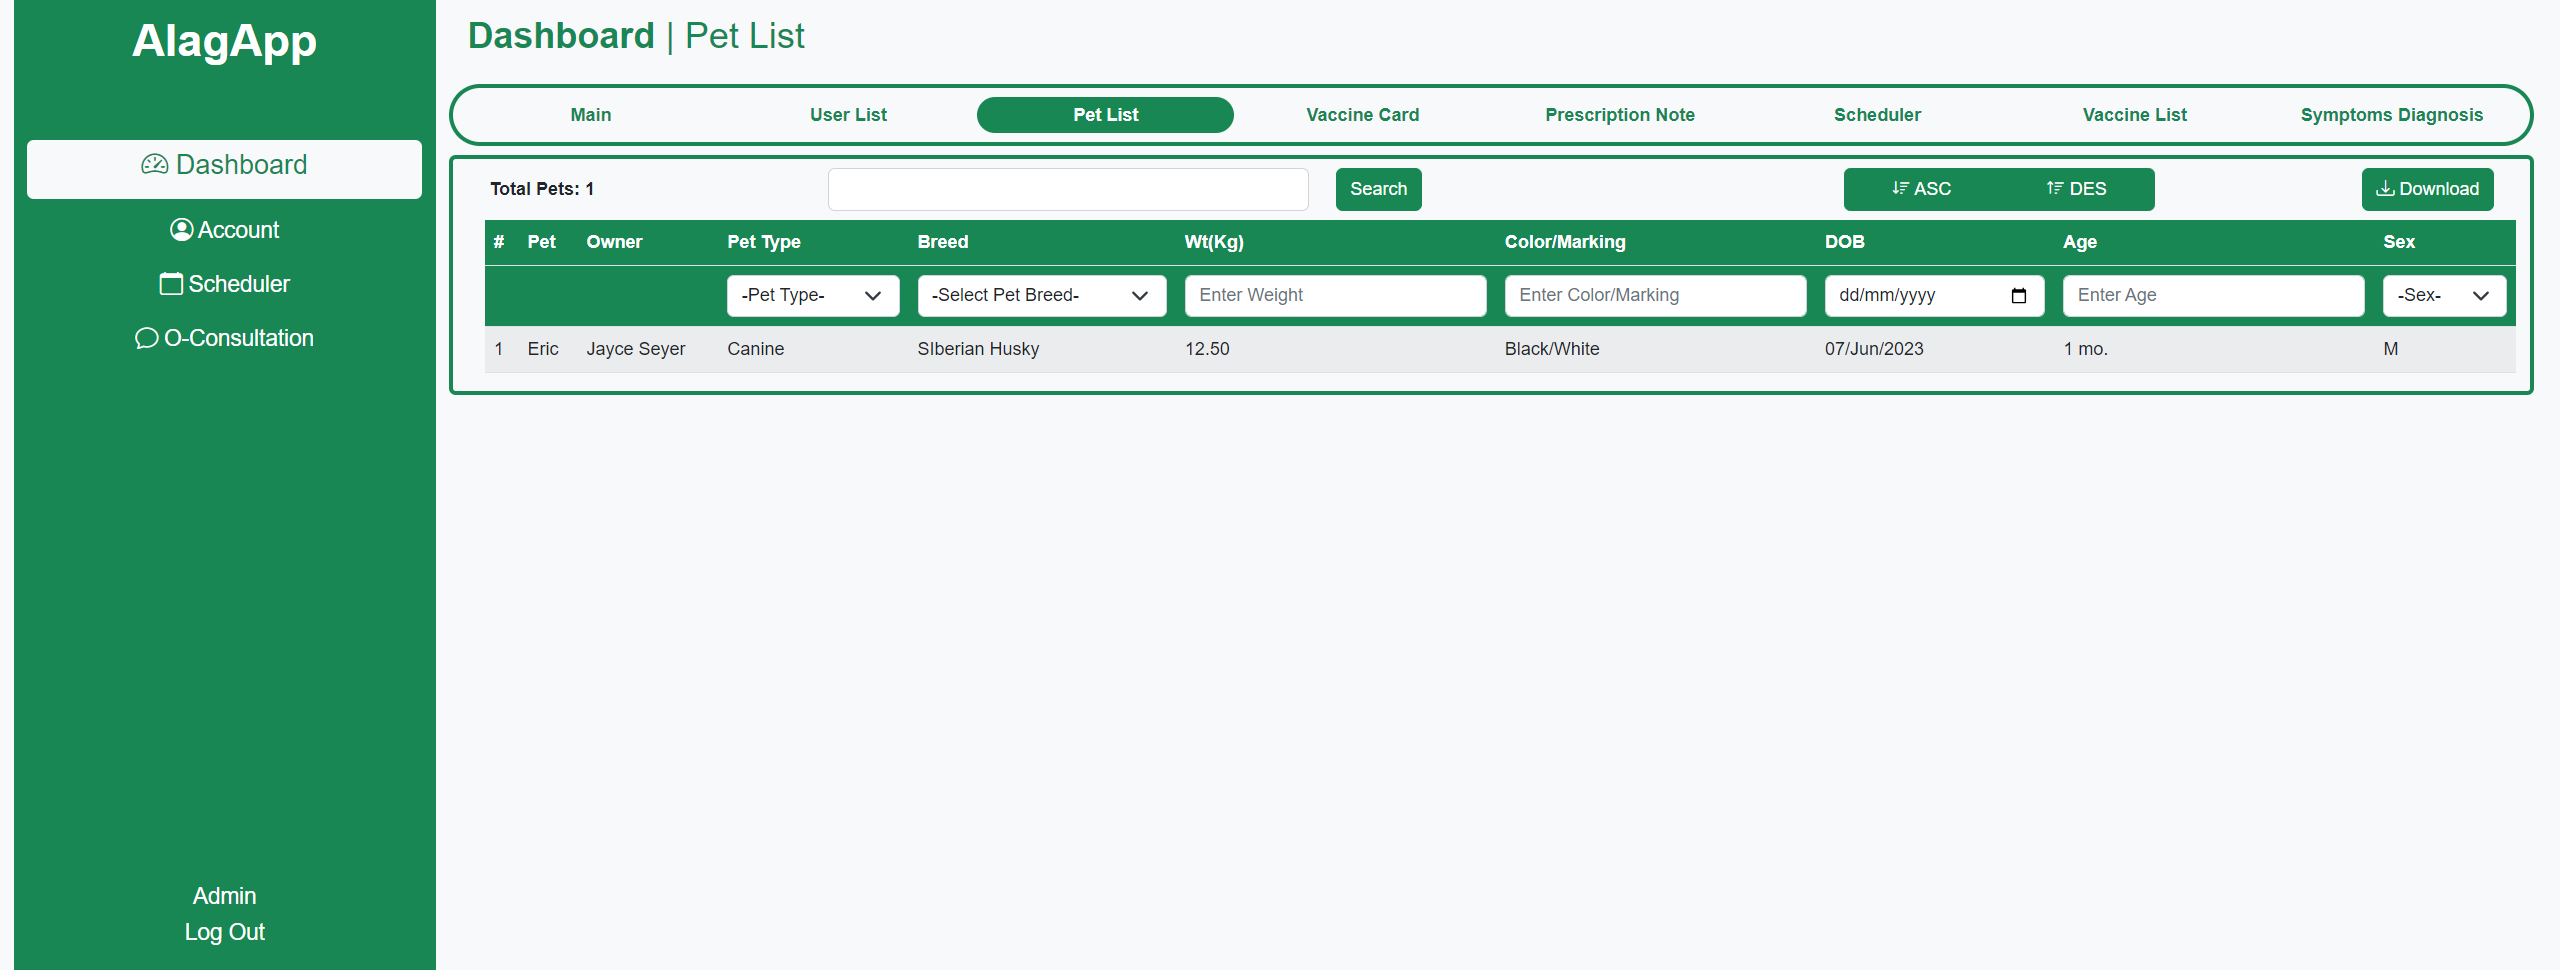 AlagApp
Dashboard
Account
Scheduler
O-Consultation
Admin
Log Out
Dashboard | Pet List
Main User List Pet List Vaccine Card Prescription Note Scheduler Vaccine List Symptoms Diagnosis
Total Pets: 1 Search ASC DES Download
# Pet Owner Pet Type Breed Wt(Kg) Color/Marking DOB Age Sex
-Pet Type- -Select Pet Breed- Enter Weight Enter Color/Marking dd/mm/yyyy Enter Age -Sex-
1 Eric Jayce Seyer Canine SIberian Husky 12.50 Black/White 07/Jun/2023 1 mo. M